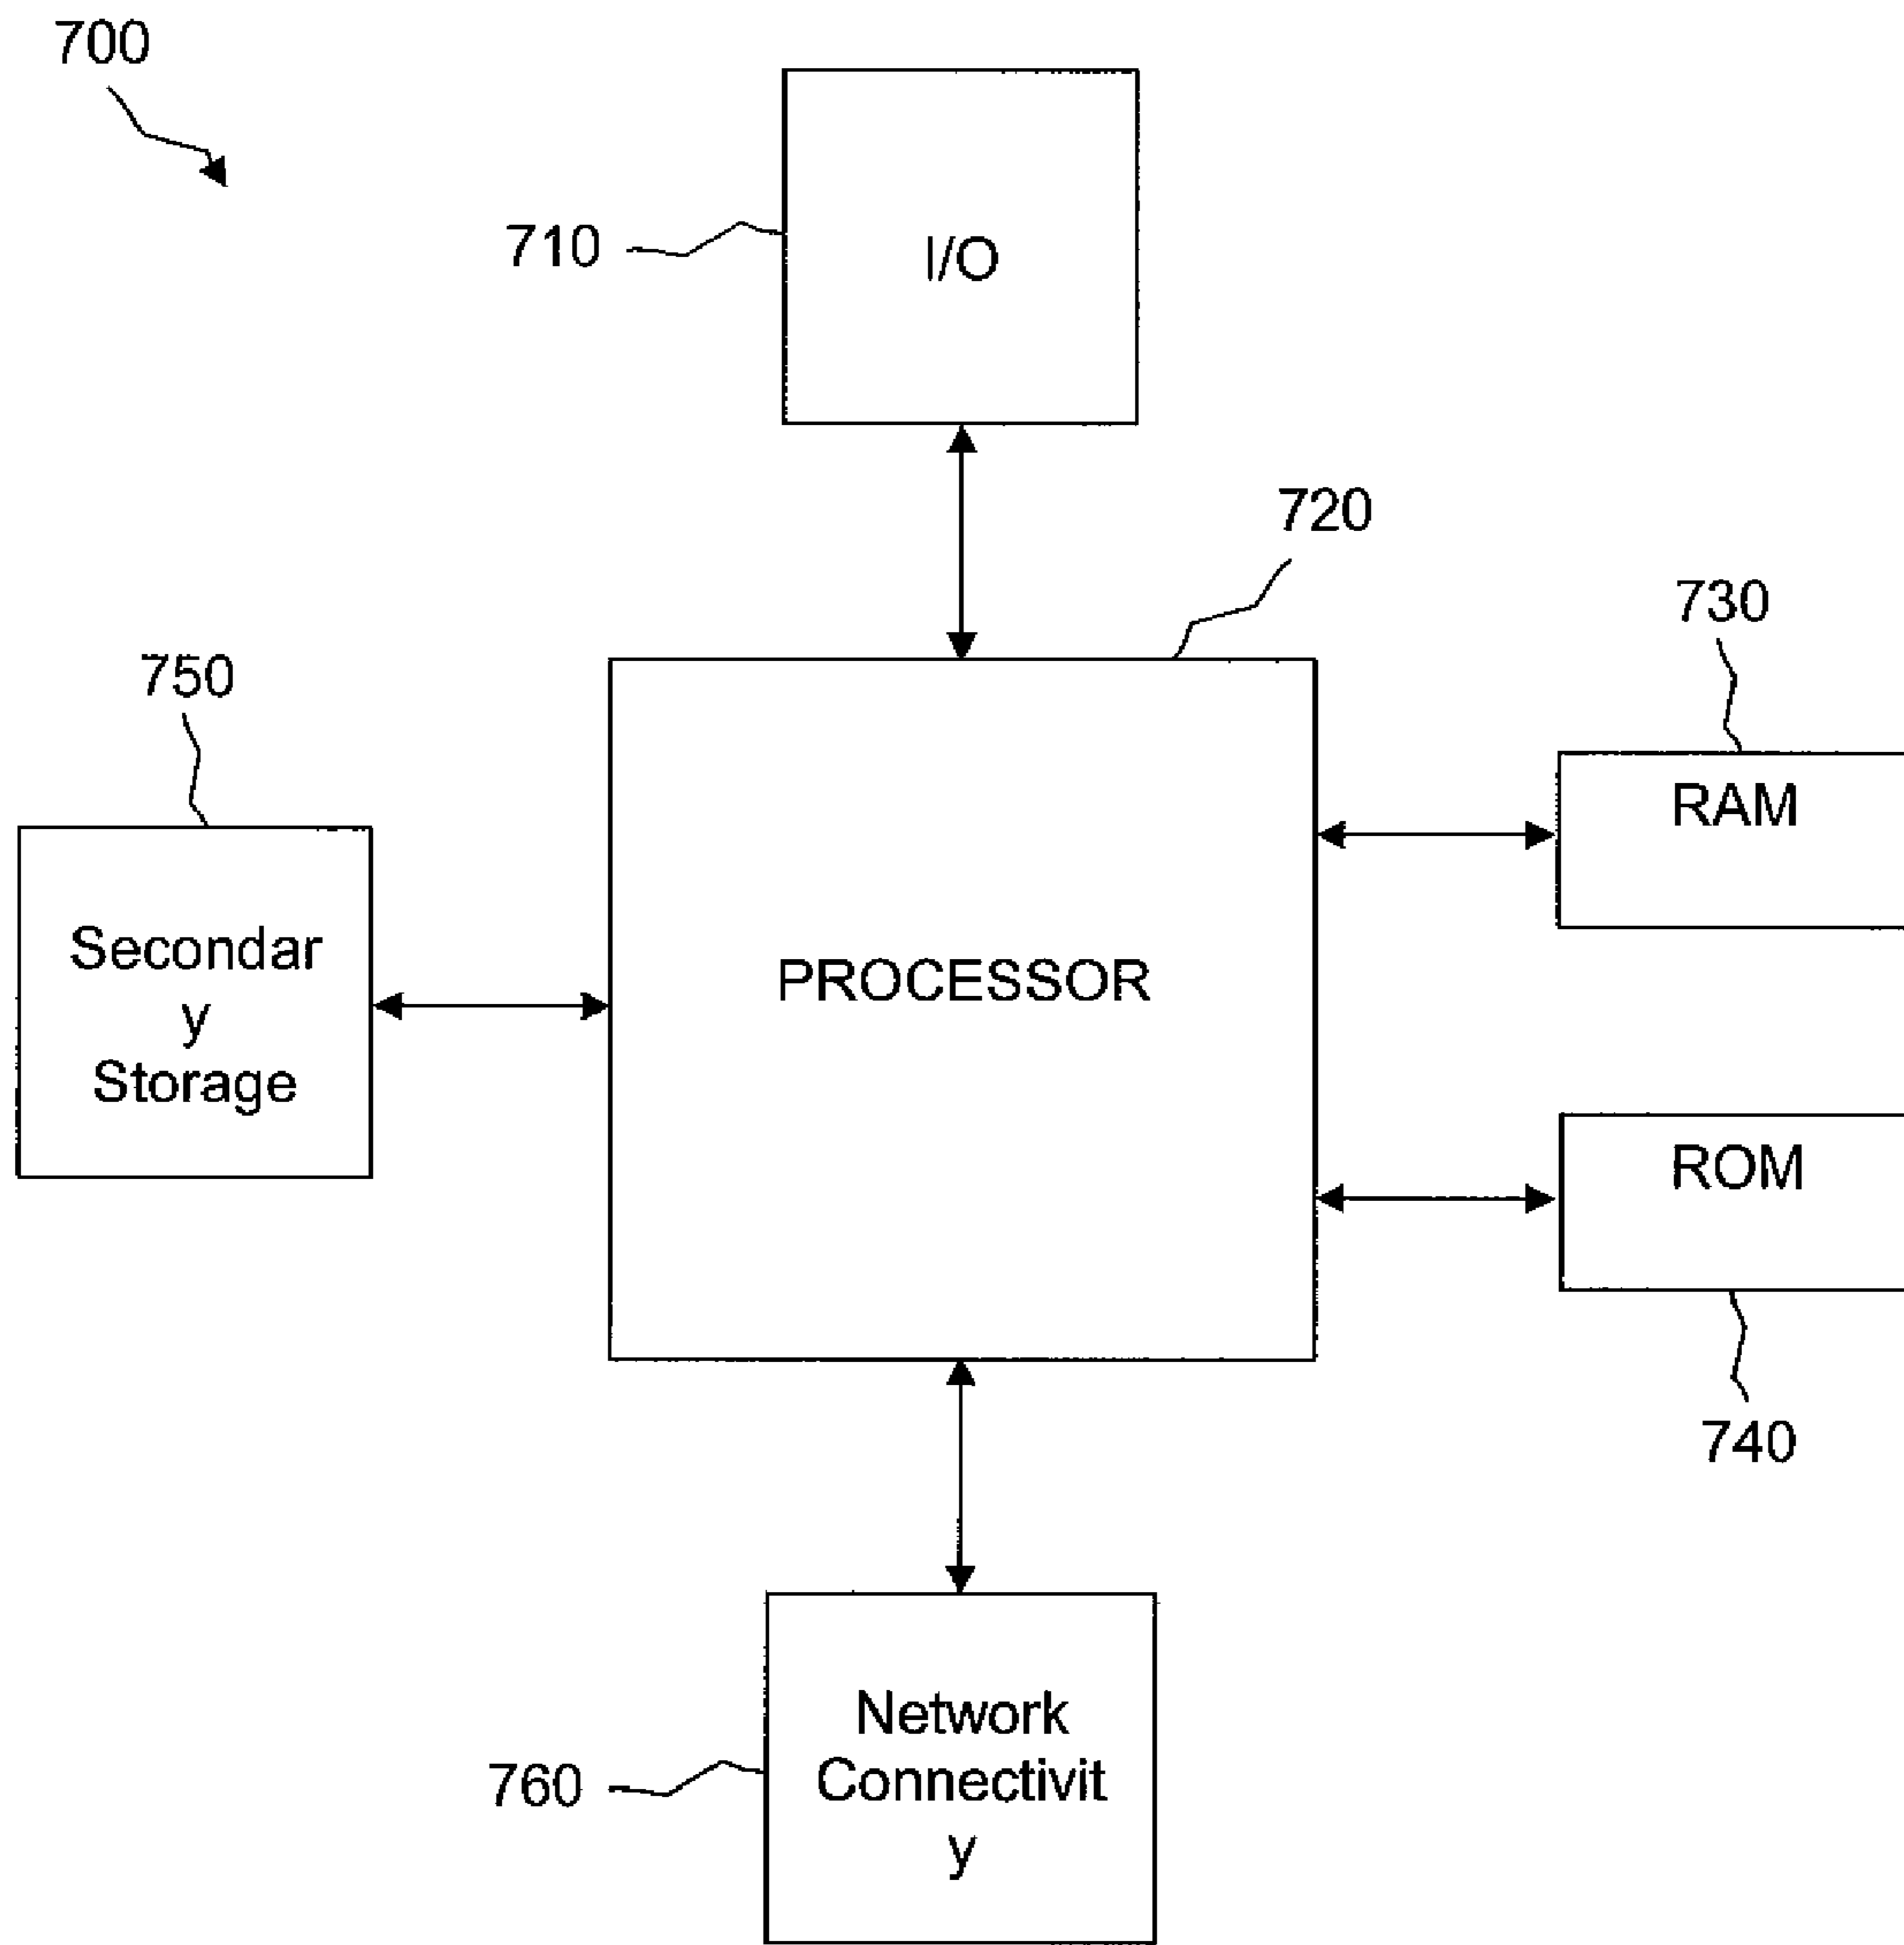 700
710
I/O
720
730
RAM
750
Secondar
y
Storage
PROCESSOR
ROM
740
760
Network
Connectivit
y